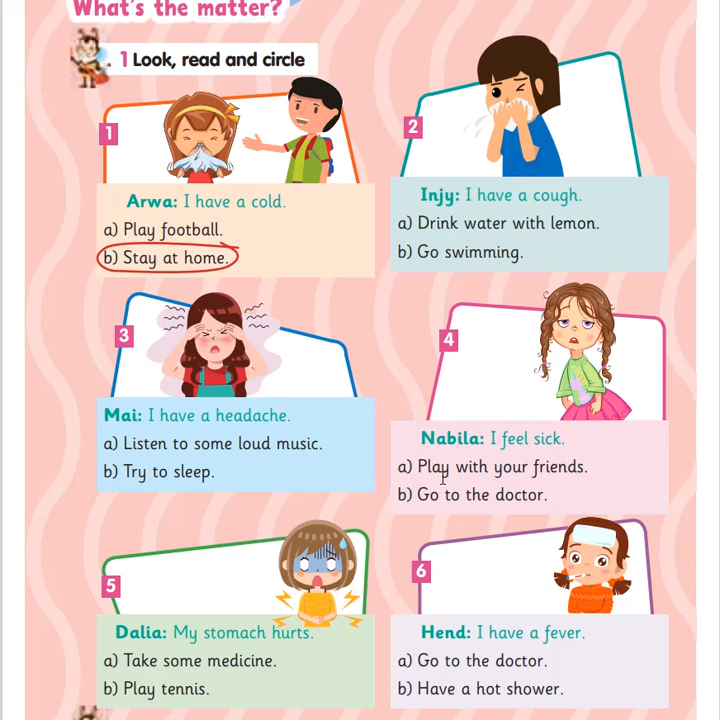 What's the matter?
1 Look, read and circle
1
Arwa: I have a cold.
a) Play football.
b) Stay at home.
2
Injy: I have a cough.
a) Drink water with lemon.
b) Go swimming.
3
Mai: I have a headache.
a) Listen to some loud music.
b) Try to sleep.
4
Nabila: I feel sick.
a) Play with your friends.
b) Go to the doctor.
5
Dalia: My stomach hurts.
a) Take some medicine.
b) Play tennis.
6
Hend: I have a fever.
a) Go to the doctor.
b) Have a hot shower.